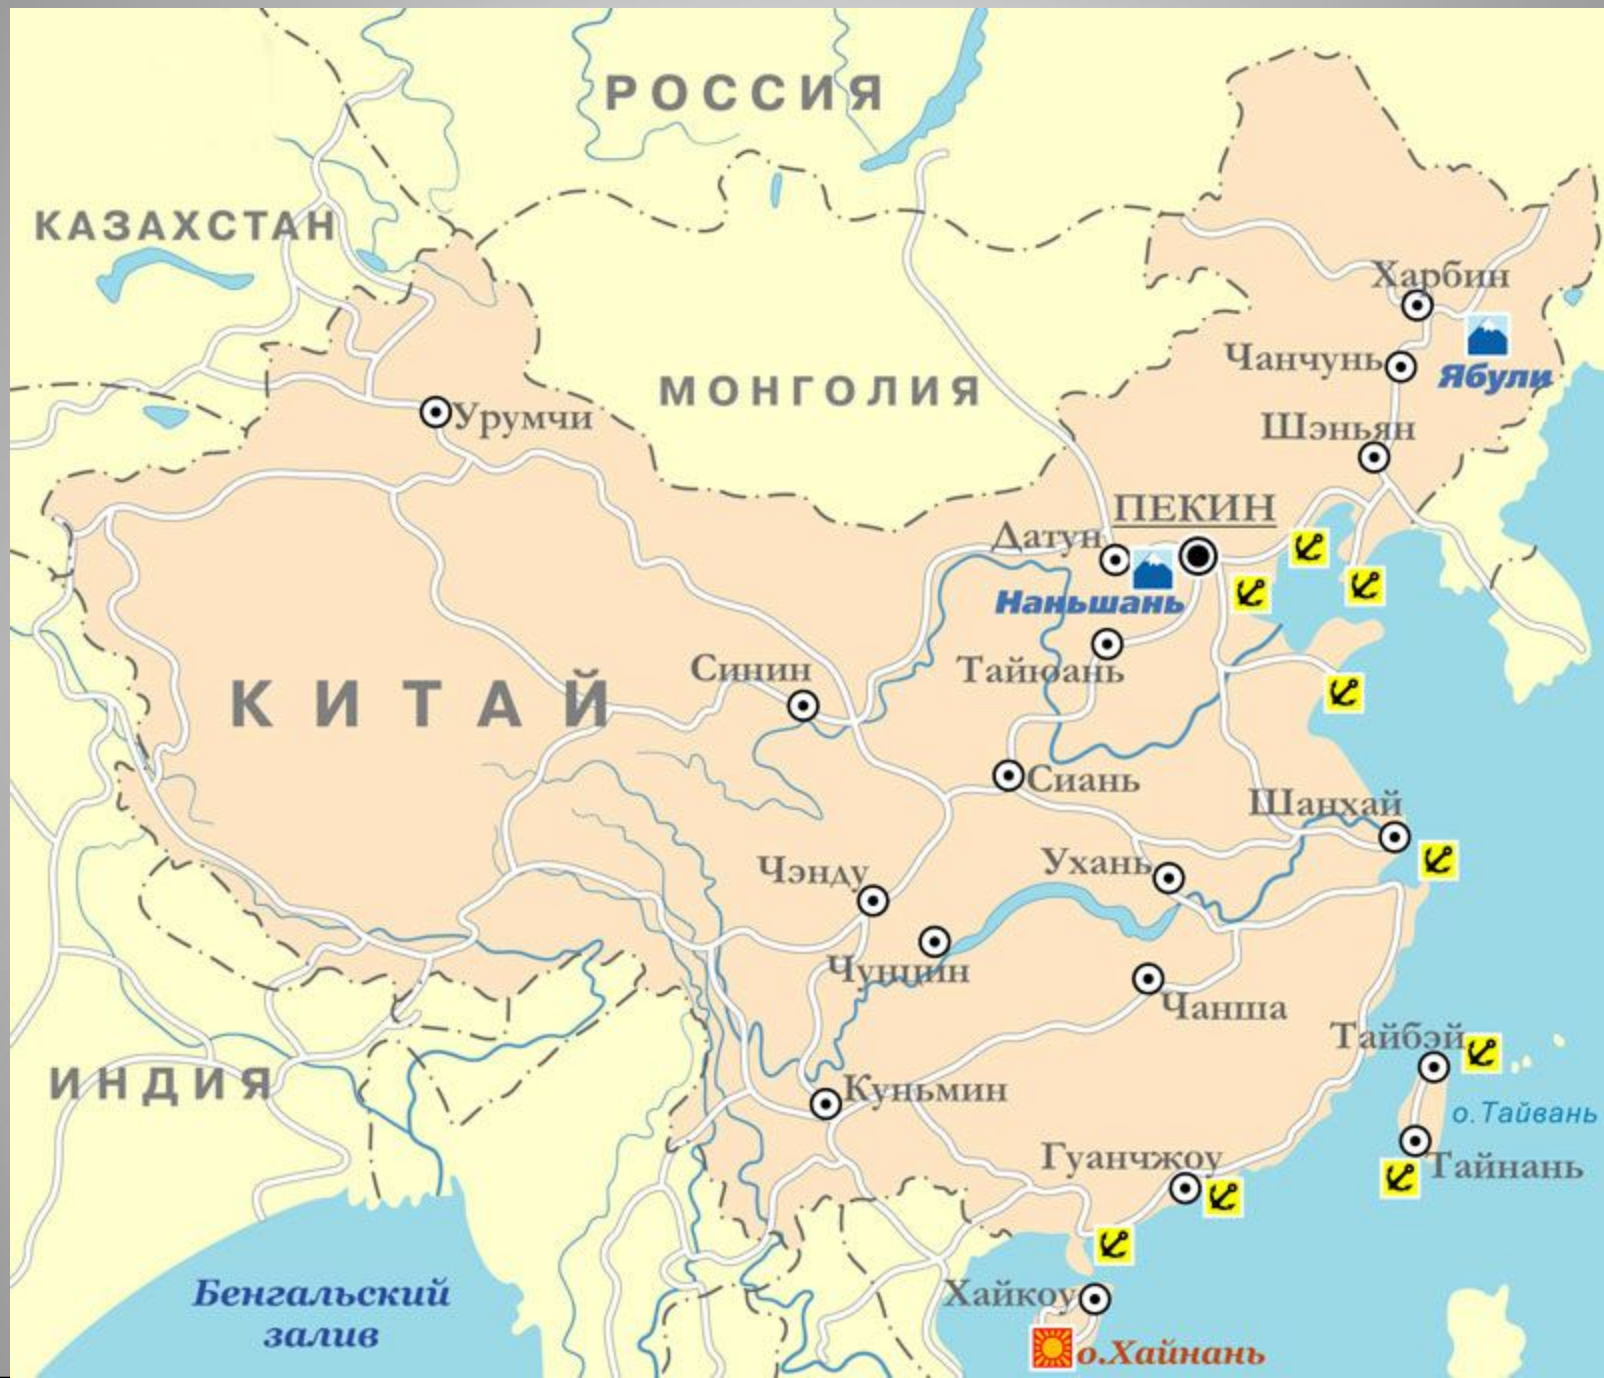 РОССИЯ
КАЗАХСТАН
Харбин
Чанчунь
Ябули
МОНГОЛИЯ
Урумчи
Шэньян
ПЕКИН
Датун
Наньшань
Синин
Тайюань
КИТАЙ
Сиань
Шанхай
Ухань
Чэнду
Чунцин
Чанша
Тайбэй
ИНДИЯ
Куньмин
о.Тайвань
Гуанчжоу
Тайнань
Бенгальский
залив
Хайкоу
о.Хайнань